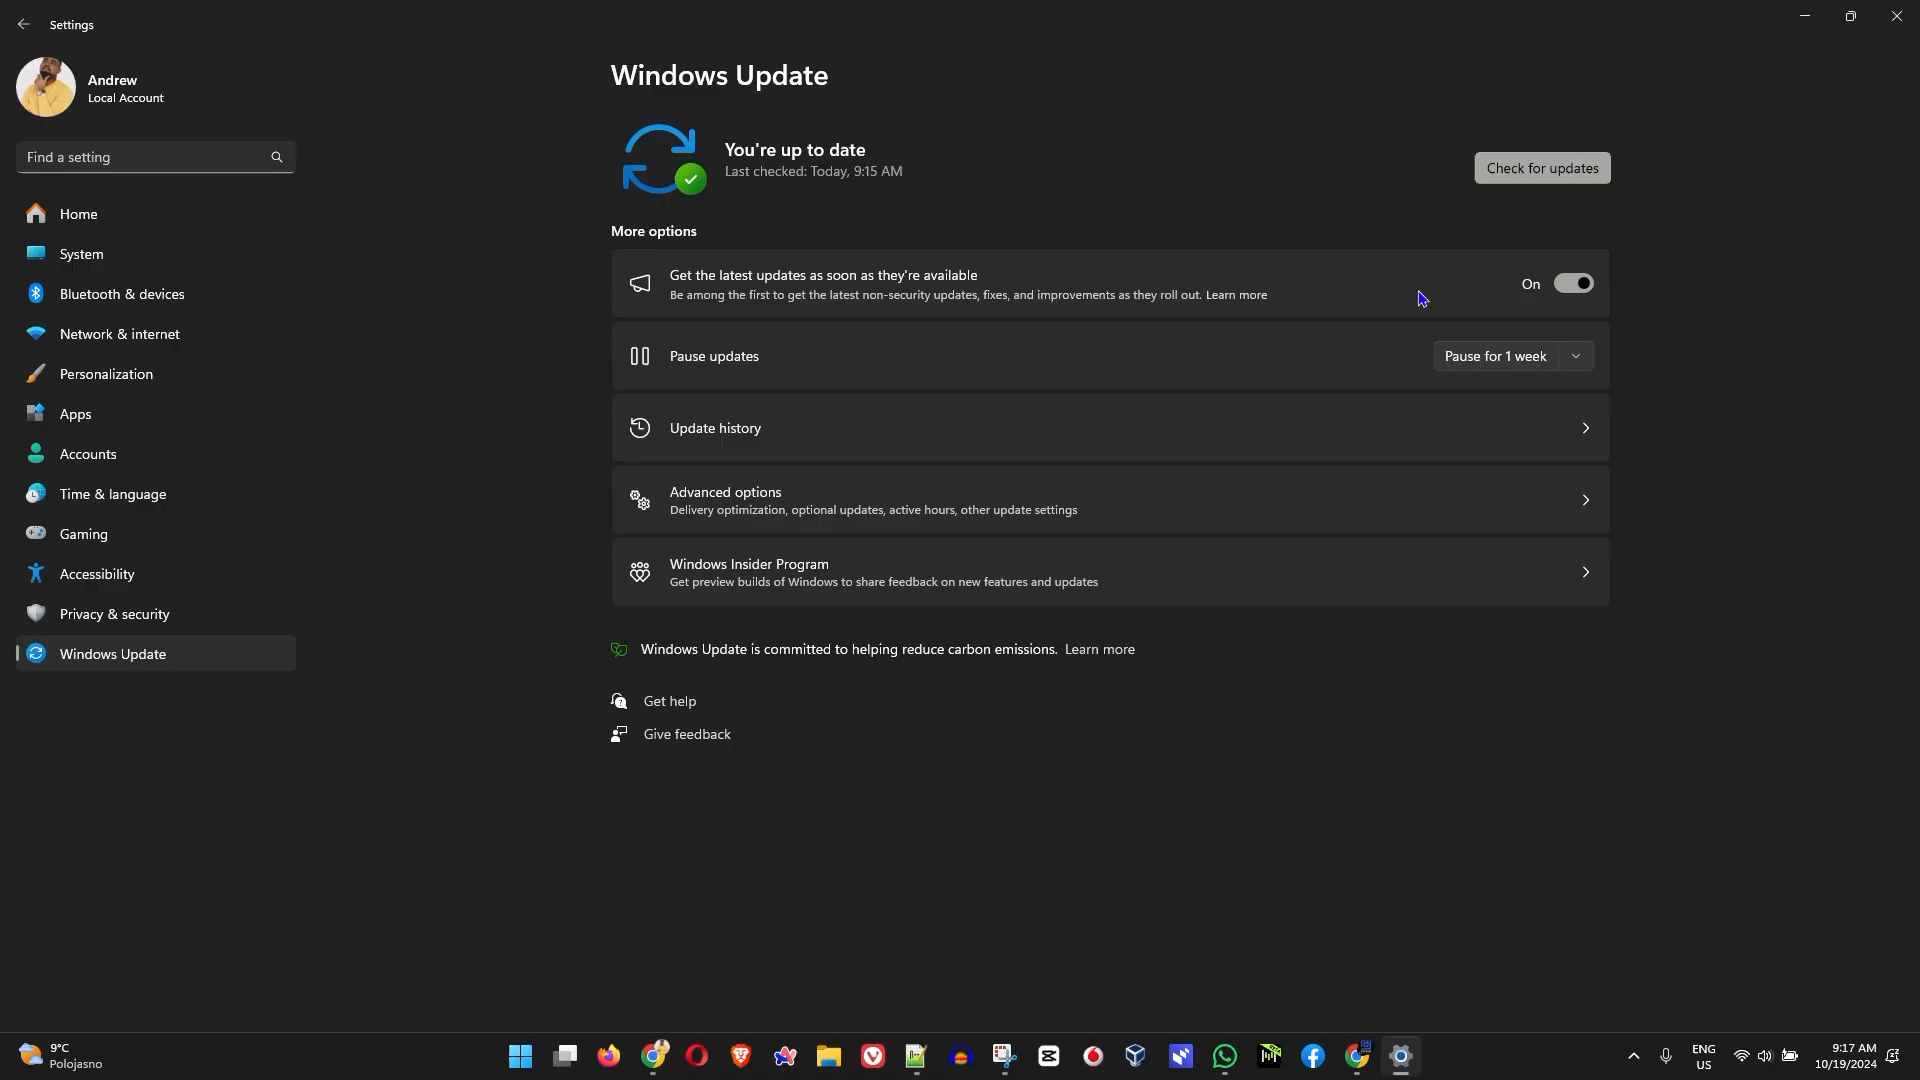 Settings
Andrew
Local Account
Find a setting
Home
System
Bluetooth & devices
Network & internet
Personalization
Apps
Accounts
Time & language
Gaming
Accessibility
Privacy & security
Windows Update
Windows Update
You're up to date
Last checked: Today, 9:15 AM
Check for updates
More options
Get the latest updates as soon as they're available
Be among the first to get the latest non-security updates, fixes, and improvements as they roll out. Learn more
On
Pause updates
Pause for 1 week
Update history
Advanced options
Delivery optimization, optional updates, active hours, other update settings
Windows Insider Program
Get preview builds of Windows to share feedback on new features and updates
Windows Update is committed to helping reduce carbon emissions. Learn more
Get help
Give feedback
9°C
Polojasno
ENG
US
9:17 AM
10/19/2024